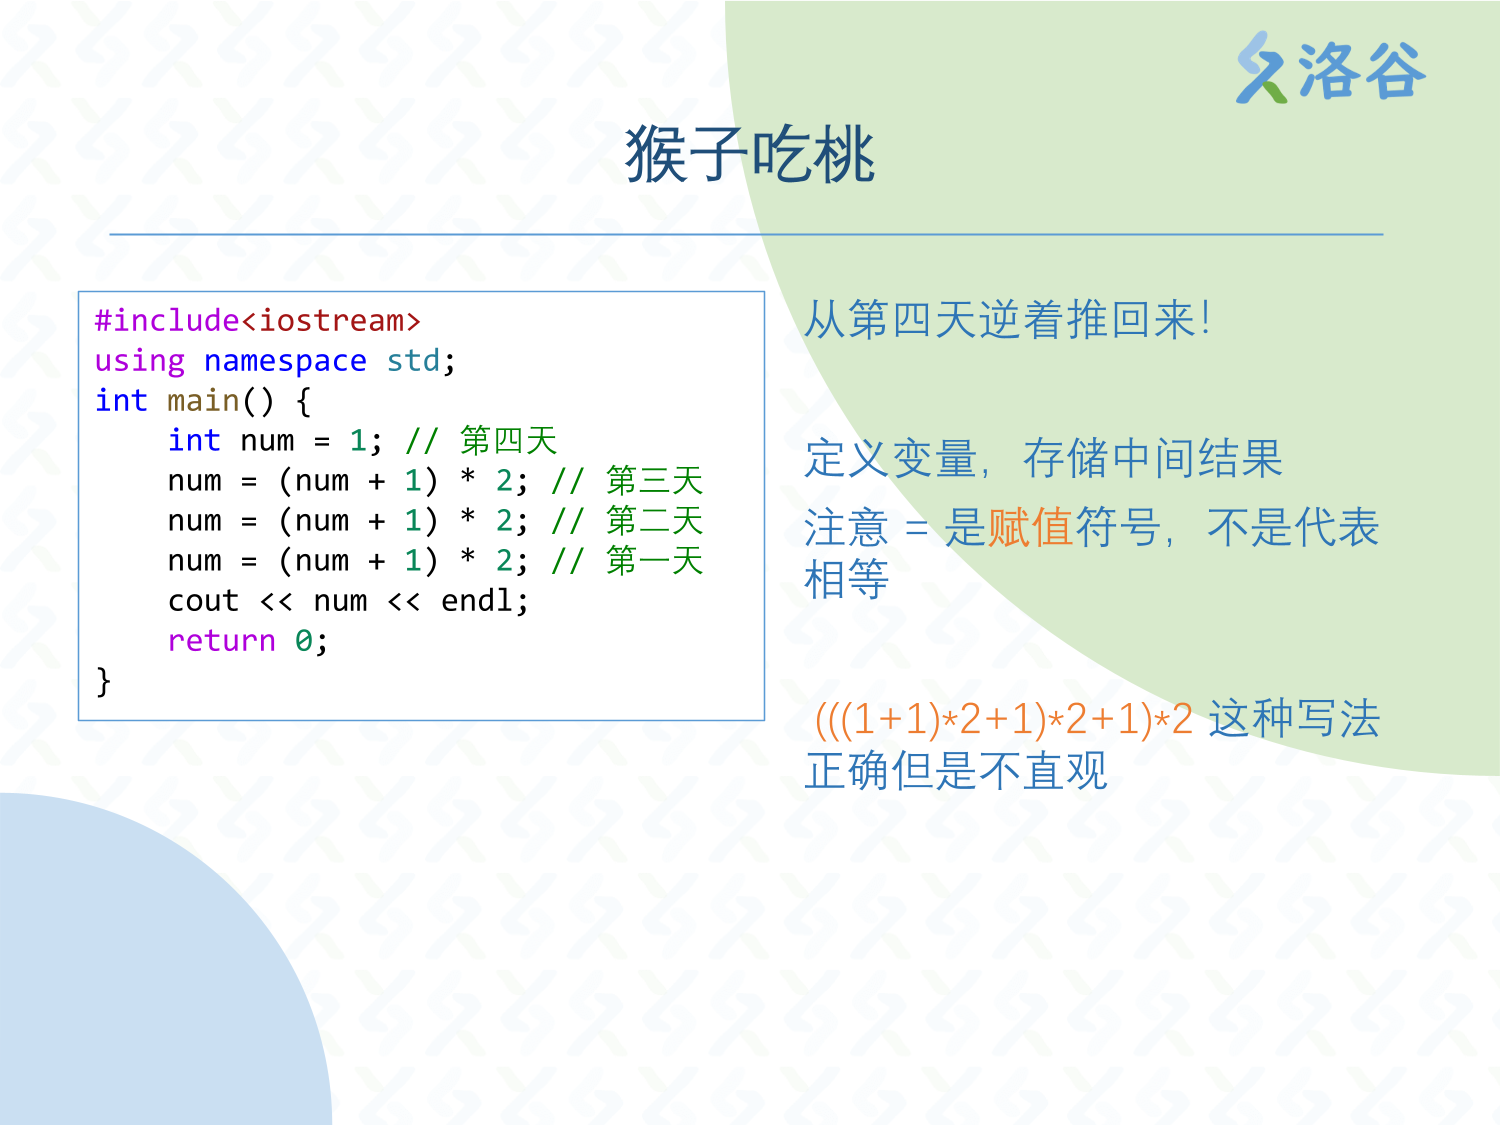 洛谷
猴子吃桃
#include<iostream>
using namespace std;
int main() {
    int num = 1; // 第四天
    num = (num + 1) * 2; // 第三天
    num = (num + 1) * 2; // 第二天
    num = (num + 1) * 2; // 第一天
    cout << num << endl;
    return 0;
}
从第四天逆着推回来!
定义变量，存储中间结果
注意 = 是赋值符号，不是代表
相等
(((1+1)*2+1)*2+1)*2 这种写法
正确但是不直观